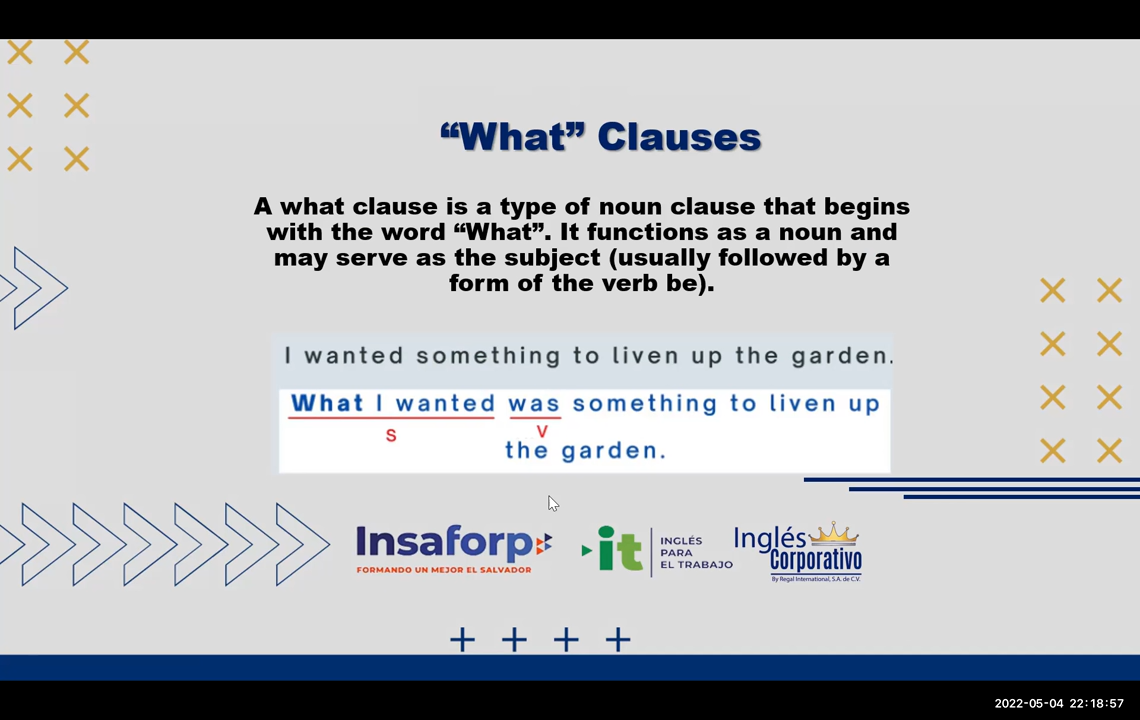 “What” Clauses
A what clause is a type of noun clause that begins
with the word “What”. It functions as a noun and
may serve as the subject (usually followed by a
form of the verb be).
I wanted something to liven up the garden.
What I wanted was something to liven up
S V
the garden.
Insaforp
FORMANDO UN MEJOR EL SALVADOR
it
INGLÉS
PARA
EL TRABAJO
Inglés
Corporativo
By Regal International, S.A. de C.V.
2022-05-04 22:18:57